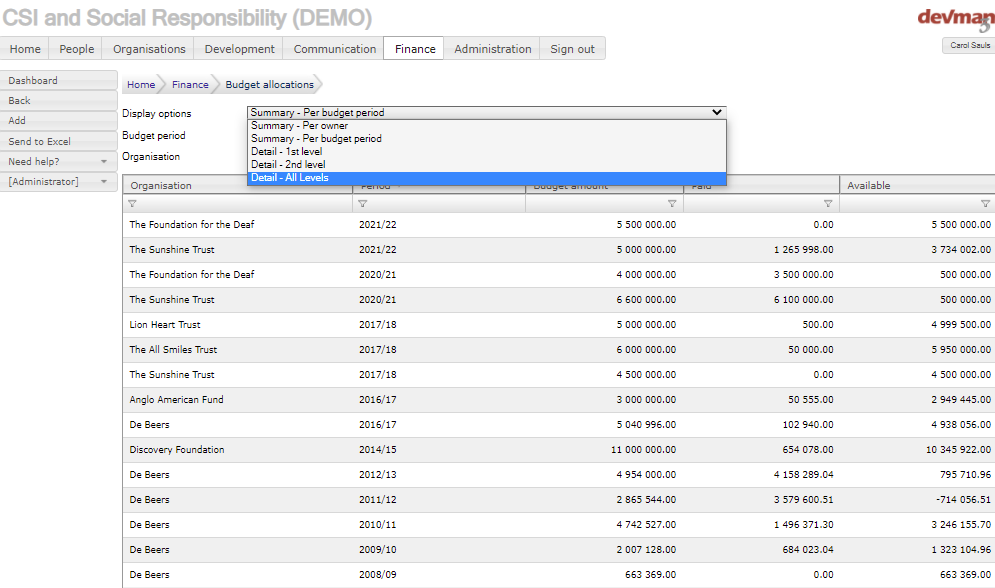 CSI and Social Responsibility (DEMO)
devman
3
Home People Organisations Development Communication Finance Administration Sign out
Carol Sauls
Dashboard
Back
Add
Send to Excel
Need help?
[Administrator]
Home Finance Budget allocations
Display options Summary - Per budget period
Summary - Per owner
Budget period Summary - Per budget period
Detail - 1st level
Organisation Detail - 2nd level
Detail - All Levels
Organisation Period Budget amount Paid Available
The Foundation for the Deaf 2021/22 5 500 000.00 0.00 5 500 000.00
The Sunshine Trust 2021/22 5 000 000.00 1 265 998.00 3 734 002.00
The Foundation for the Deaf 2020/21 4 000 000.00 3 500 000.00 500 000.00
The Sunshine Trust 2020/21 6 600 000.00 6 100 000.00 500 000.00
Lion Heart Trust 2017/18 5 000 000.00 500.00 4 999 500.00
The All Smiles Trust 2017/18 6 000 000.00 50 000.00 5 950 000.00
The Sunshine Trust 2017/18 4 500 000.00 0.00 4 500 000.00
Anglo American Fund 2016/17 3 000 000.00 50 555.00 2 949 445.00
De Beers 2016/17 5 040 996.00 102 940.00 4 938 056.00
Discovery Foundation 2014/15 11 000 000.00 654 078.00 10 345 922.00
De Beers 2012/13 4 954 000.00 4 158 289.04 795 710.96
De Beers 2011/12 2 865 544.00 3 579 600.51 -714 056.51
De Beers 2010/11 4 742 527.00 1 496 371.30 3 246 155.70
De Beers 2009/10 2 007 128.00 684 023.04 1 323 104.96
De Beers 2008/09 663 369.00 0.00 663 369.00